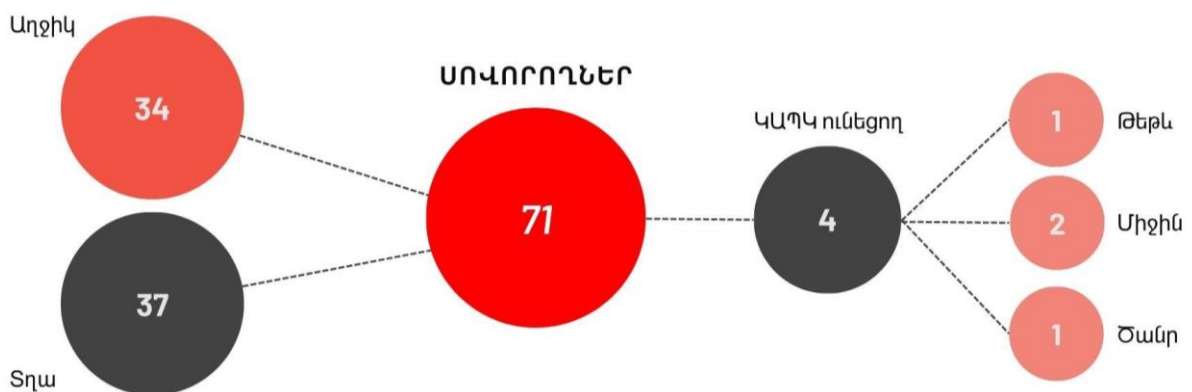 Աղջիկ
34
37
Տղա
ՍՈՎՈՐՈՂՆԵՐ
71
ԿԱՊԿ ունեցող
4
1
Թեթև
2
Միջին
1
Ծանր